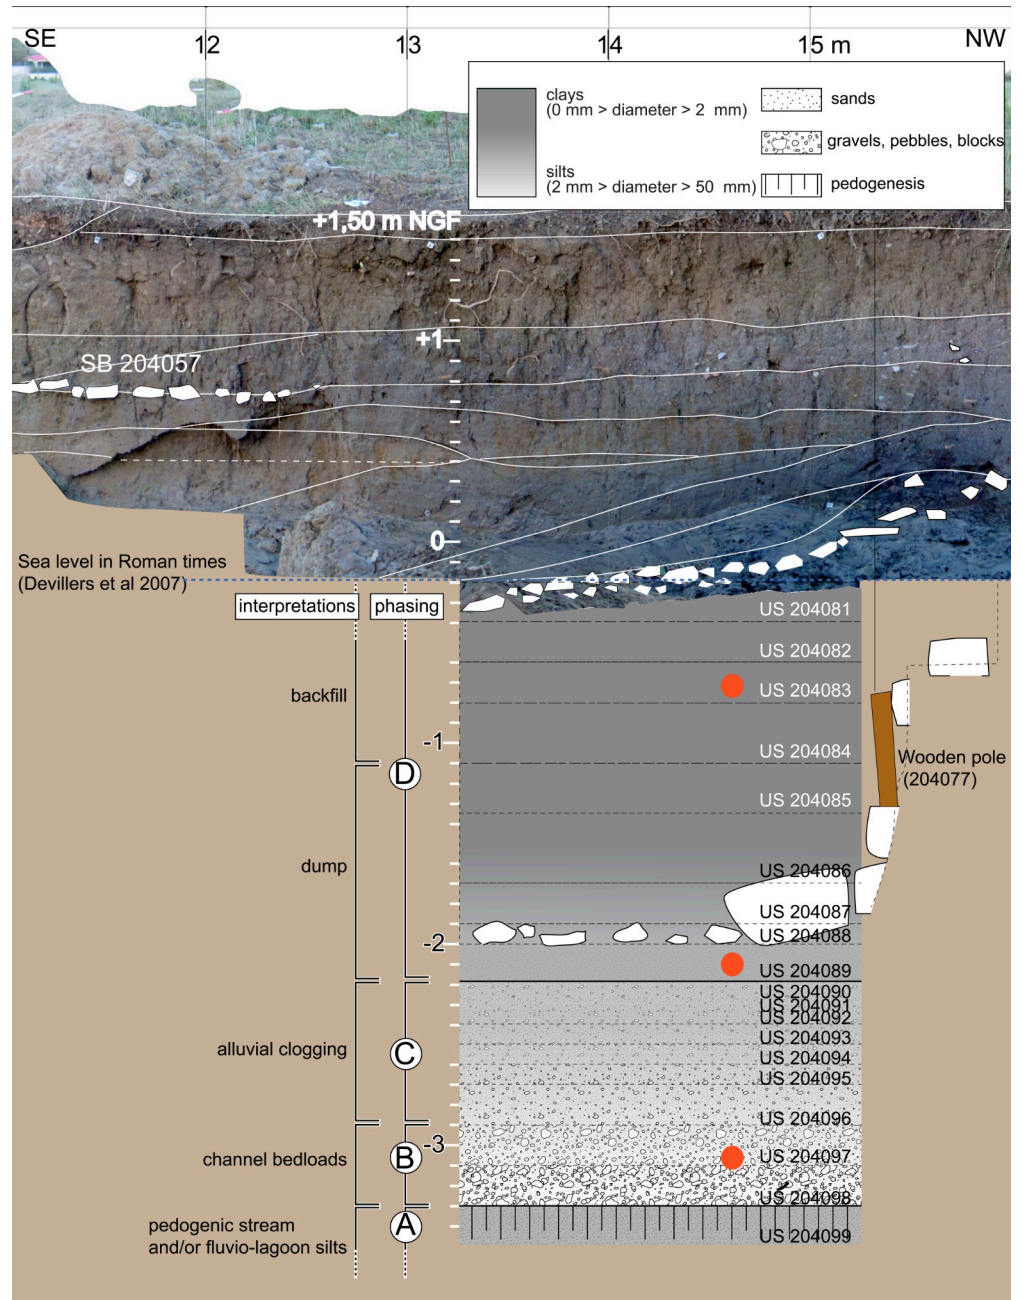 SE
12
13
14
15 m
NW
clays
(0 mm > diameter > 2 mm)
silts
(2 mm > diameter > 50 mm)
sands
gravels, pebbles, blocks
pedogenesis
+1,50 m NGF
+1
SB 204057
0
Sea level in Roman times
(Devillers et al 2007)
interpretations
phasing
US 204081
US 204082
backfill
US 204083
-1
US 204084
Wooden pole
(204077)
D
US 204085
dump
US 204086
US 204087
US 204088
-2
US 204089
US 204090
US 204091
US 204092
US 204093
alluvial clogging
C
US 204094
US 204095
US 204096
-3
channel bedloads
B
US 204097
US 204098
pedogenic stream
and/or fluvio-lagoon silts
A
US 204099